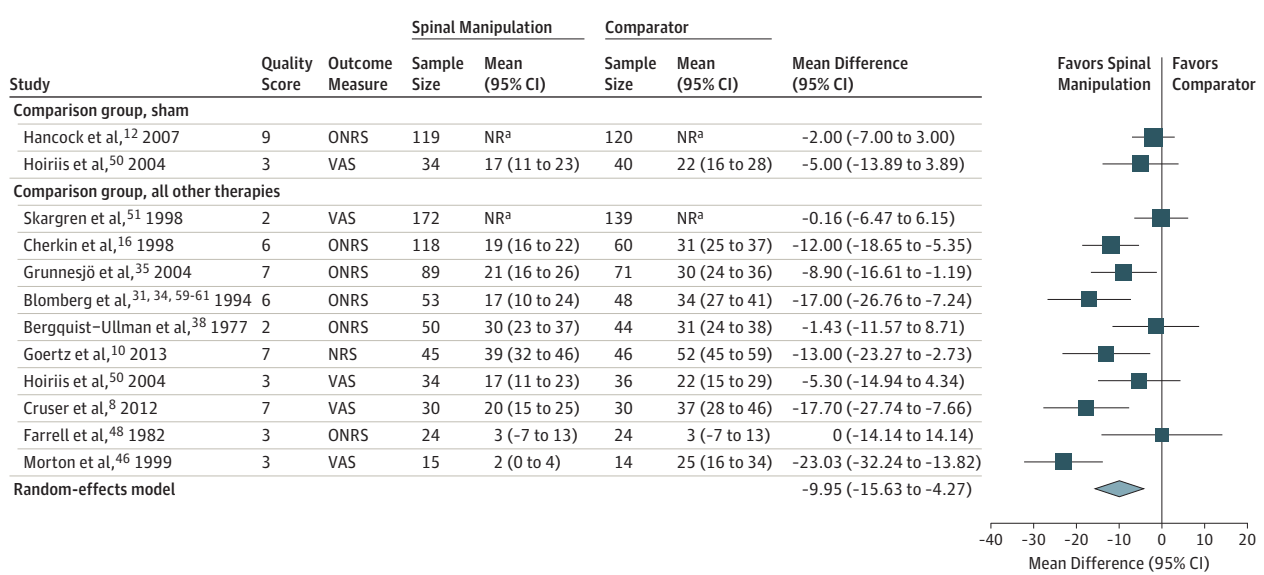 Spinal Manipulation Comparator
Quality Outcome Sample Mean Sample Mean Mean Difference Favors Spinal Favors
Study Score Measure Size (95% CI) Size (95% CI) (95% CI) Manipulation Comparator
Comparison group, sham
Hancock et al,12 2007 9 ONRS 119 NRa 120 NRa -2.00 (-7.00 to 3.00)
Hoiriis et al,50 2004 3 VAS 34 17 (11 to 23) 40 22 (16 to 28) -5.00 (-13.89 to 3.89)
Comparison group, all other therapies
Skargren et al,51 1998 2 VAS 172 NRa 139 NRa -0.16 (-6.47 to 6.15)
Cherkin et al,16 1998 6 ONRS 118 19 (16 to 22) 60 31 (25 to 37) -12.00 (-18.65 to -5.35)
Grunnesjö et al,35 2004 7 ONRS 89 21 (16 to 26) 71 30 (24 to 36) -8.90 (-16.61 to -1.19)
Blomberg et al,31, 34, 59-61 1994 6 ONRS 53 17 (10 to 24) 48 34 (27 to 41) -17.00 (-26.76 to -7.24)
Bergquist-Ullman et al,38 1977 2 ONRS 50 30 (23 to 37) 44 31 (24 to 38) -1.43 (-11.57 to 8.71)
Goertz et al,10 2013 7 NRS 45 39 (32 to 46) 46 52 (45 to 59) -13.00 (-23.27 to -2.73)
Hoiriis et al,50 2004 3 VAS 34 17 (11 to 23) 36 22 (15 to 29) -5.30 (-14.94 to 4.34)
Cruser et al,8 2012 7 VAS 30 20 (15 to 25) 30 37 (28 to 46) -17.70 (-27.74 to -7.66)
Farrell et al,48 1982 3 ONRS 24 3 (-7 to 13) 24 3 (-7 to 13) 0 (-14.14 to 14.14)
Morton et al,46 1999 3 VAS 15 2 (0 to 4) 14 25 (16 to 34) -23.03 (-32.24 to -13.82)
Random-effects model -9.95 (-15.63 to -4.27)
-40 -30 -20 -10 0 10 20
Mean Difference (95% CI)